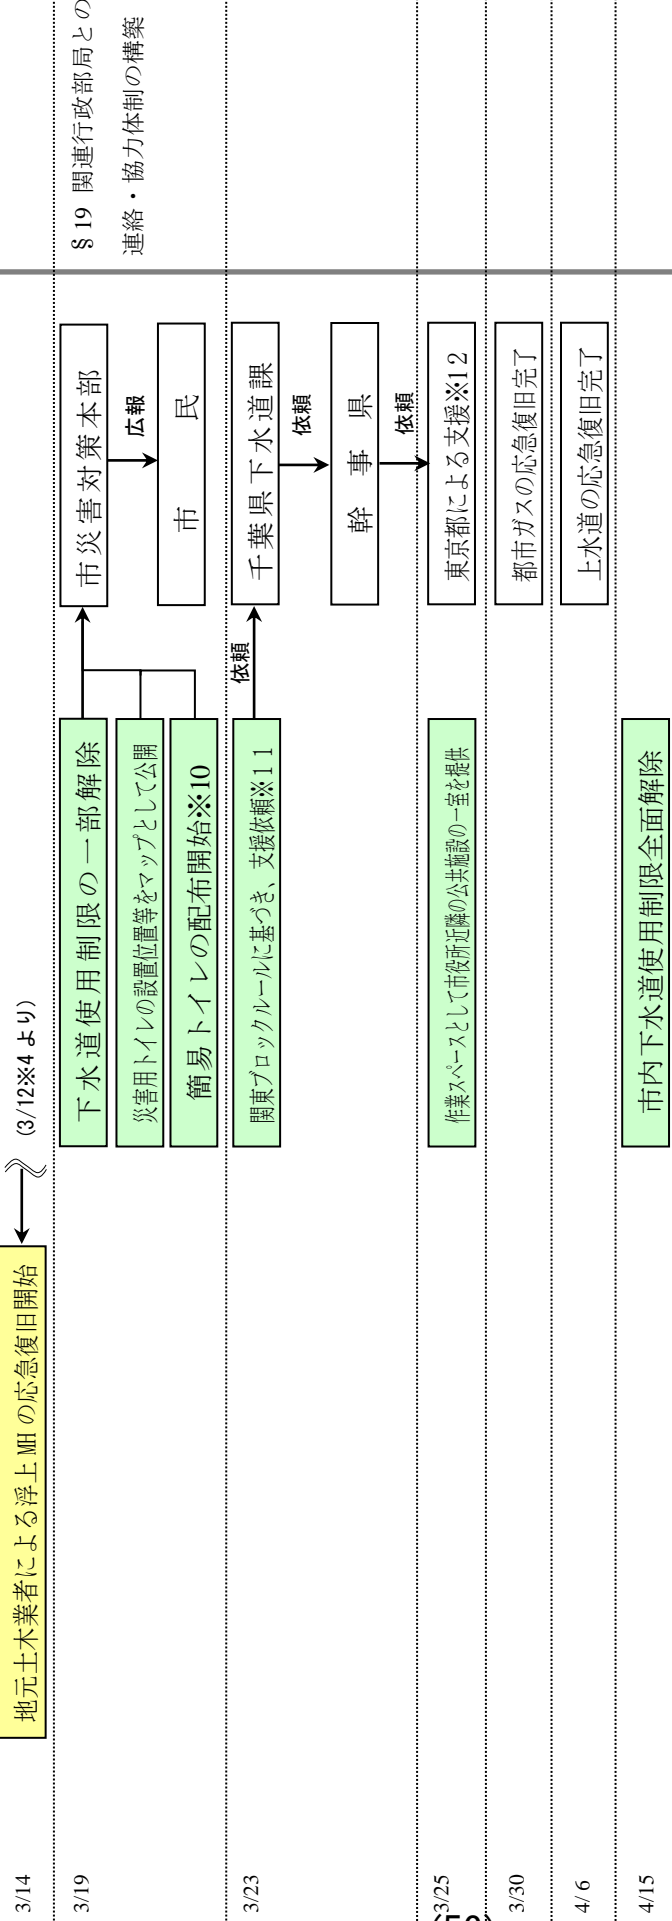 3/14
地元土木業者による浮上MHの応急復旧開始
(3/12※4より)
3/19
下水道使用制限の一部解除
市災害対策本部
§19 関連行政部局との
連絡・協力体制の構築
災害用トイレの設置位置等をマップとして公開
広報
簡易トイレの配布開始※10
市民
3/23
関東ブロックルールに基づき、支援依頼※11
依頼
千葉県下水道課
依頼
幹事県
依頼
3/25
作業スペースとして市役所近隣の公共施設の一室を提供
東京都による支援※12
3/30
都市ガスの応急復旧完了
4/6
上水道の応急復旧完了
4/15
市内下水道使用制限全面解除